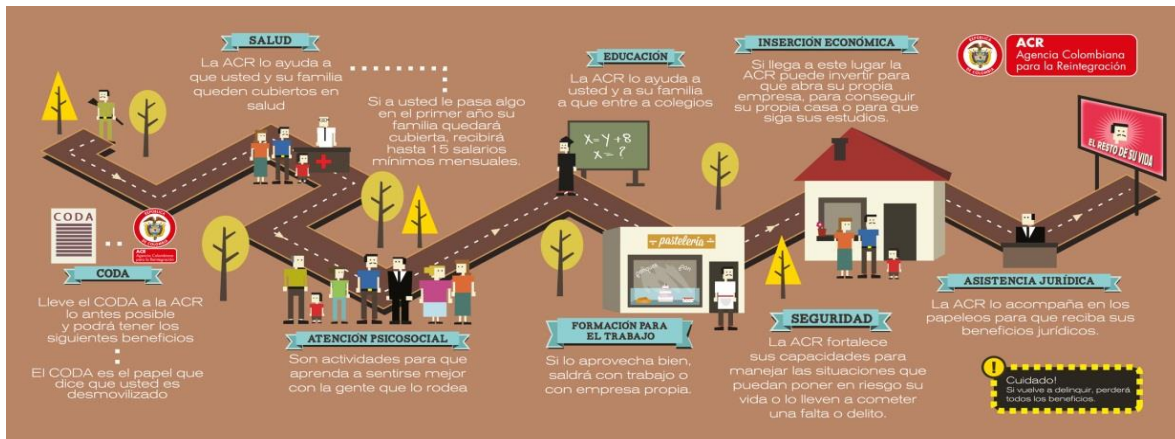 SALUD
La ACR lo ayuda a
que usted y su familia
queden cubiertos en
salud
Si a usted le pasa algo
en el primer año su
familia quedará
cubierta, recibirá
hasta 15 salarios
mínimos mensuales.
EDUCACIÓN
La ACR lo ayuda a
usted y a su familia
a que entre a colegios
X=Y+B
X=?
INSERCIÓN ECONÓMICA
Si llega a este lugar la
ACR puede invertir para
que abra su propia
empresa, para conseguir
su propia casa o para que
siga sus estudios.
REPÚBLICA
DE COLOMBIA
ACR
Agencia Colombiana
para la Reintegración
EL RESTO DE SU VIDA
CODA
ACR
CODA
Lleve el CODA a la ACR
lo antes posible
y podrá tener los
siguientes beneficios
El CODA es el papel que
dice que usted es
desmovilizado
ATENCIÓN PSICOSOCIAL
Son actividades para que
aprenda a sentirse mejor
con la gente que lo rodea
pastelería
FORMACIÓN PARA
EL TRABAJO
Si lo aprovecha bien,
saldrá con trabajo o
con empresa propia.
SEGURIDAD
La ACR fortalece
sus capacidades para
manejar las situaciones que
puedan poner en riesgo su
vida o lo lleven a cometer
una falta o delito.
ASISTENCIA JURÍDICA
La ACR lo acompaña en los
papeleos para que reciba sus
beneficios jurídicos.
!
Cuidado!
Si vuelve a delinquir, perderá
todos los beneficios.